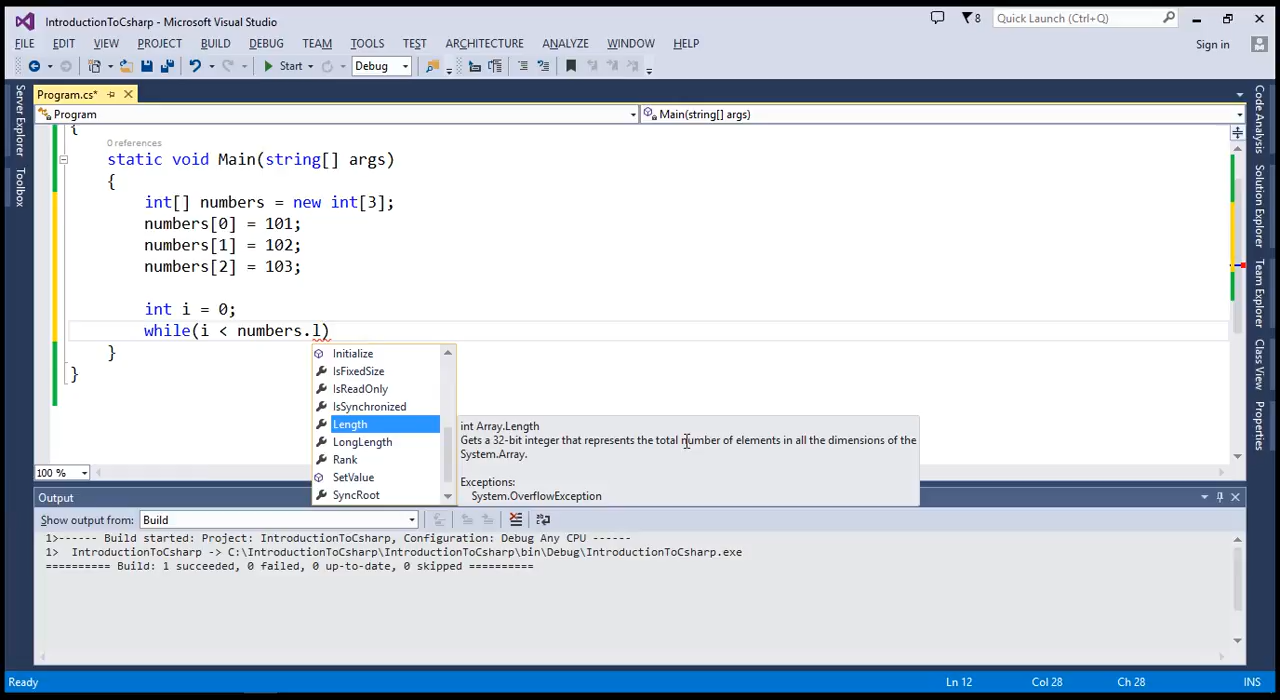 IntroductionToCsharp - Microsoft Visual Studio
8
Quick Launch (Ctrl+Q)
FILE EDIT VIEW PROJECT BUILD DEBUG TEAM TOOLS TEST ARCHITECTURE ANALYZE WINDOW HELP
Sign in
Start
Debug
Program.cs*
Program
Main(string[] args)
{
0 references
static void Main(string[] args)
{
int[] numbers = new int[3];
numbers[0] = 101;
numbers[1] = 102;
numbers[2] = 103;
int i = 0;
while(i < numbers.l)
}
}
Initialize
IsFixedSize
IsReadOnly
IsSynchronized
Length
LongLength
Rank
SetValue
SyncRoot
int Array.Length
Gets a 32-bit integer that represents the total number of elements in all the dimensions of the
System.Array.
Exceptions:
System.OverflowException
100 %
Output
Show output from:
Build
1>------ Build started: Project: IntroductionToCsharp, Configuration: Debug Any CPU ------
1>  IntroductionToCsharp -> C:\IntroductionToCsharp\IntroductionToCsharp\bin\Debug\IntroductionToCsharp.exe
========== Build: 1 succeeded, 0 failed, 0 up-to-date, 0 skipped ==========
Server Explorer
Toolbox
Code Analysis
Solution Explorer
Team Explorer
Class View
Properties
Ready
Ln 12
Col 28
Ch 28
INS